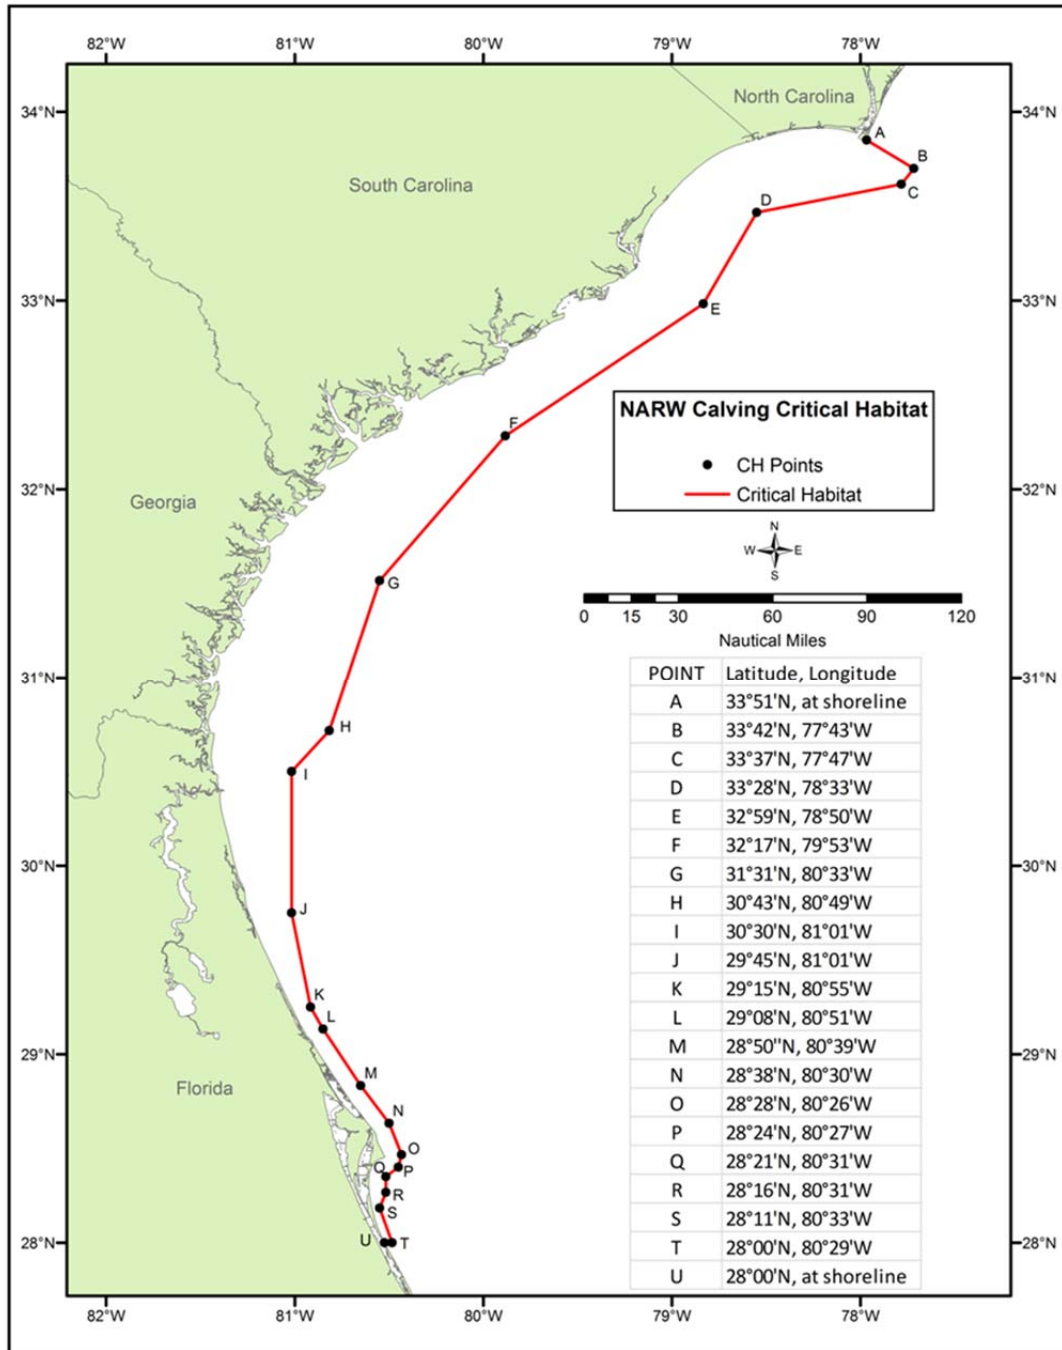 82°W 81°W 80°W 79°W 78°W
34°N 34°N
North Carolina
A
B
C
South Carolina
D
33°N 33°N
E
NARW Calving Critical Habitat
F
CH Points
Critical Habitat
32°N 32°N
Georgia
N
W E
S
G
0 15 30 60 90 120
Nautical Miles
31°N 31°N
H
I
30°N 30°N
J
K
L
29°N 29°N
M
Florida
N
O
Q P
R
S
U T
28°N 28°N
POINT Latitude, Longitude
A 33°51'N, at shoreline
B 33°42'N, 77°43'W
C 33°37'N, 77°47'W
D 33°28'N, 78°33'W
E 32°59'N, 78°50'W
F 32°17'N, 79°53'W
G 31°31'N, 80°33'W
H 30°43'N, 80°49'W
I 30°30'N, 81°01'W
J 29°45'N, 81°01'W
K 29°15'N, 80°55'W
L 29°08'N, 80°51'W
M 28°50"N, 80°39'W
N 28°38'N, 80°30'W
O 28°28'N, 80°26'W
P 28°24'N, 80°27'W
Q 28°21'N, 80°31'W
R 28°16'N, 80°31'W
S 28°11'N, 80°33'W
T 28°00'N, 80°29'W
U 28°00'N, at shoreline
82°W 81°W 80°W 79°W 78°W